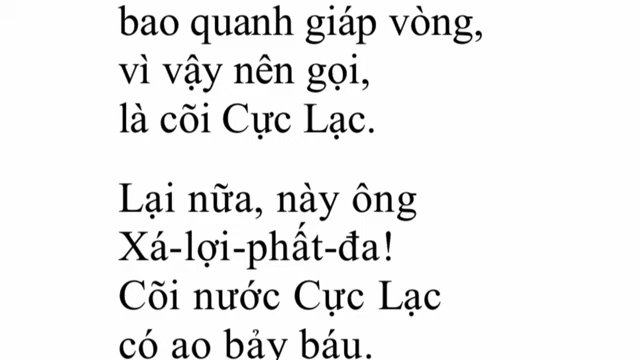 bao quanh giáp vòng,
vì vậy nên gọi,
là cõi Cực Lạc.
Lại nữa, này ông
Xá-lợi-phất-đa!
Cõi nước Cực Lạc
có ao bảy báu.